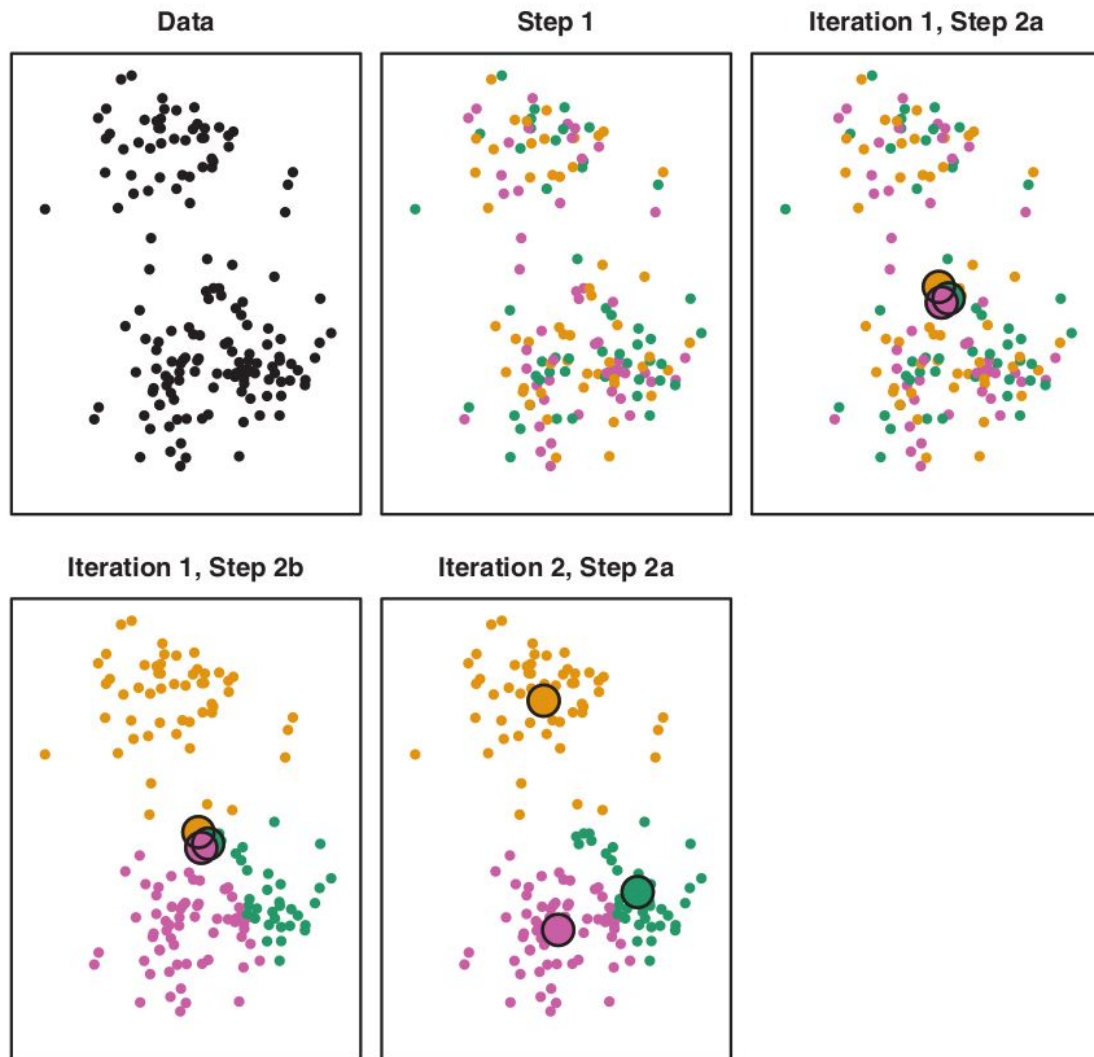 Data
Step 1
Iteration 1, Step 2a
Iteration 1, Step 2b
Iteration 2, Step 2a